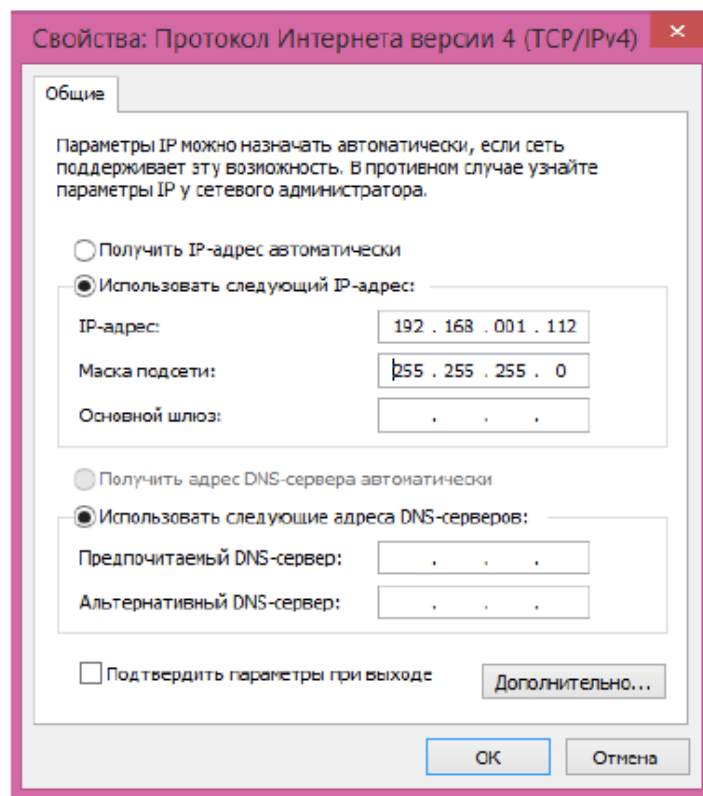 Свойства: Протокол Интернета версии 4 (TCP/IPv4)
Общие
Параметры IP можно назначать автоматически, если сеть
поддерживает эту возможность. В противном случае узнайте
параметры IP у сетевого администратора.
Получить IP-адрес автоматически
Использовать следующий IP-адрес:
IP-адрес: 192 . 168 . 001 . 112
Маска подсети: 255 . 255 . 255 . 0
Основной шлюз: . . .
Получить адрес DNS-сервера автоматически
Использовать следующие адреса DNS-серверов:
Предпочитаемый DNS-сервер: . . .
Альтернативный DNS-сервер: . . .
Подтвердить параметры при выходе
Дополнительно...
ОК Отмена